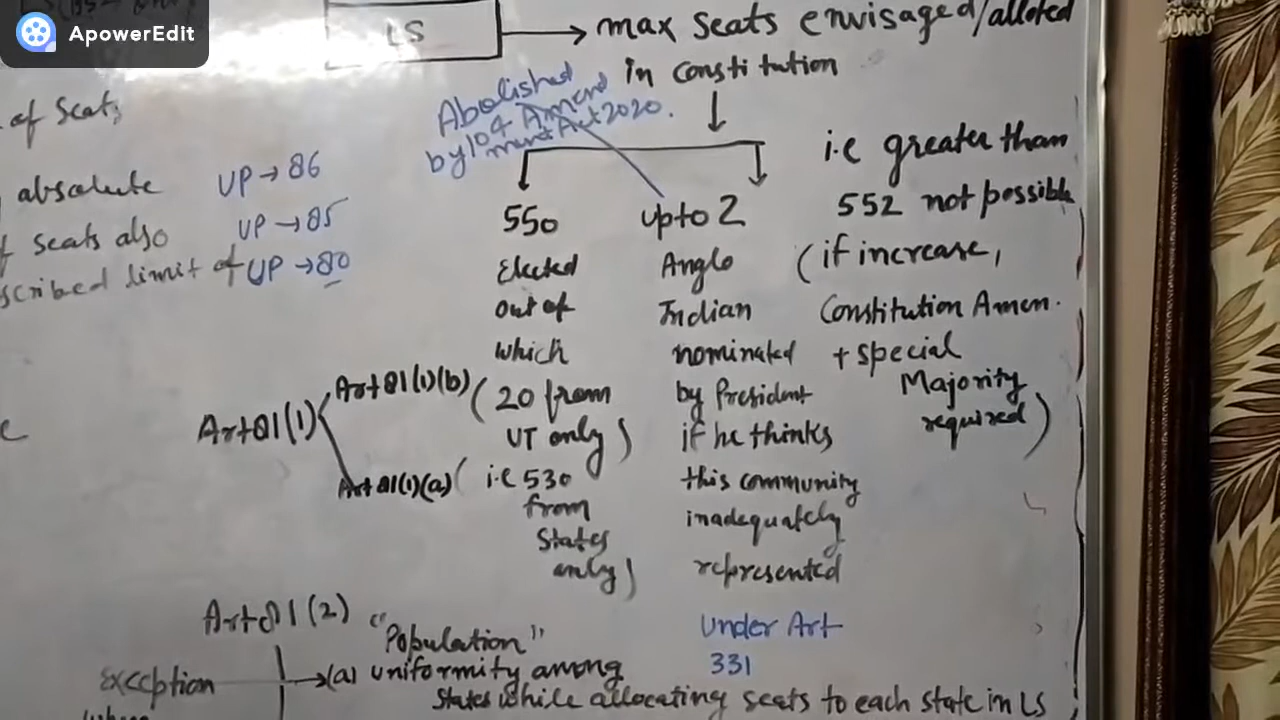 ApowerEdit
LS → max seats envisaged/alloted
in constitution
Abolished
by 104 Amend
ment Act 2020.
of seats
absolute
seats also
scribed limit of
UP → 86
UP → 85
UP → 80
i.e greater than
552 not possible
(if increase,
Constitution Amen.
+ special
Majority
required)
550
Elected
out of
which
(20 from
UT only)
i.e 530
from
States
only)
upto 2
Anglo
Indian
nominated
by President
if he thinks
this community
inadequately
represented
under Art
331
Art 81(1)
Art 81(1)(b)
Art 81(1)(a)
Art 81(2)
"Population"
Exception
→ (a) uniformity among
States while allocating seats to each state in LS